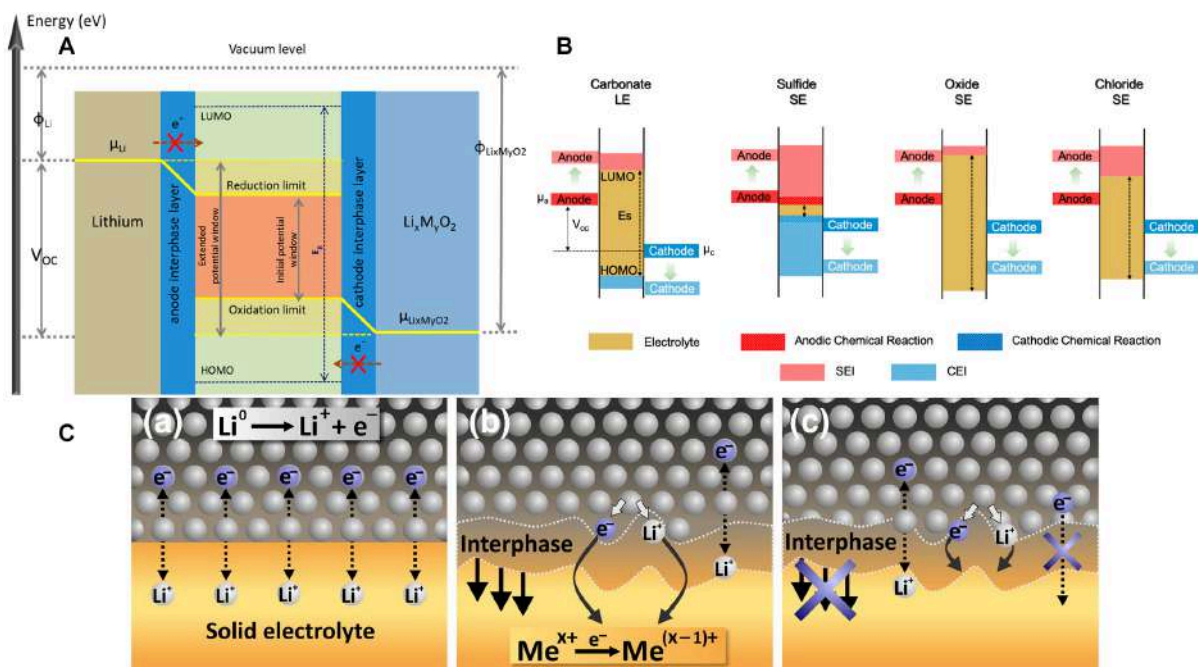 Energy (eV)
A
Vacuum level
ϕLi
LUMO
e-
μLi
ϕLixMyO2
Reduction limit
Lithium
anode interphase layer
Extended
potential window
Initial potential
window
Eg
cathode interphase layer
LixMyO2
VOC
Oxidation limit
μLixMyO2
e-
HOMO
B
Carbonate
LE
Sulfide
SE
Oxide
SE
Chloride
SE
Anode
LUMO
μa
Anode
Es
Voc
Cathode
μc
HOMO
Cathode
Anode
Anode
Cathode
Cathode
Anode
Anode
Cathode
Cathode
Anode
Anode
Cathode
Cathode
Electrolyte
Anodic Chemical Reaction
Cathodic Chemical Reaction
SEI
CEI
C
(a)
Li0 → Li+ + e−
e− e− e− e− e−
Li+ Li+ Li+ Li+ Li+
Solid electrolyte
(b)
e−
e− Li+
Interphase
Li+
Mex+ e−→ Me(x−1)+
(c)
e−
e−
e− Li+
Interphase
Li+